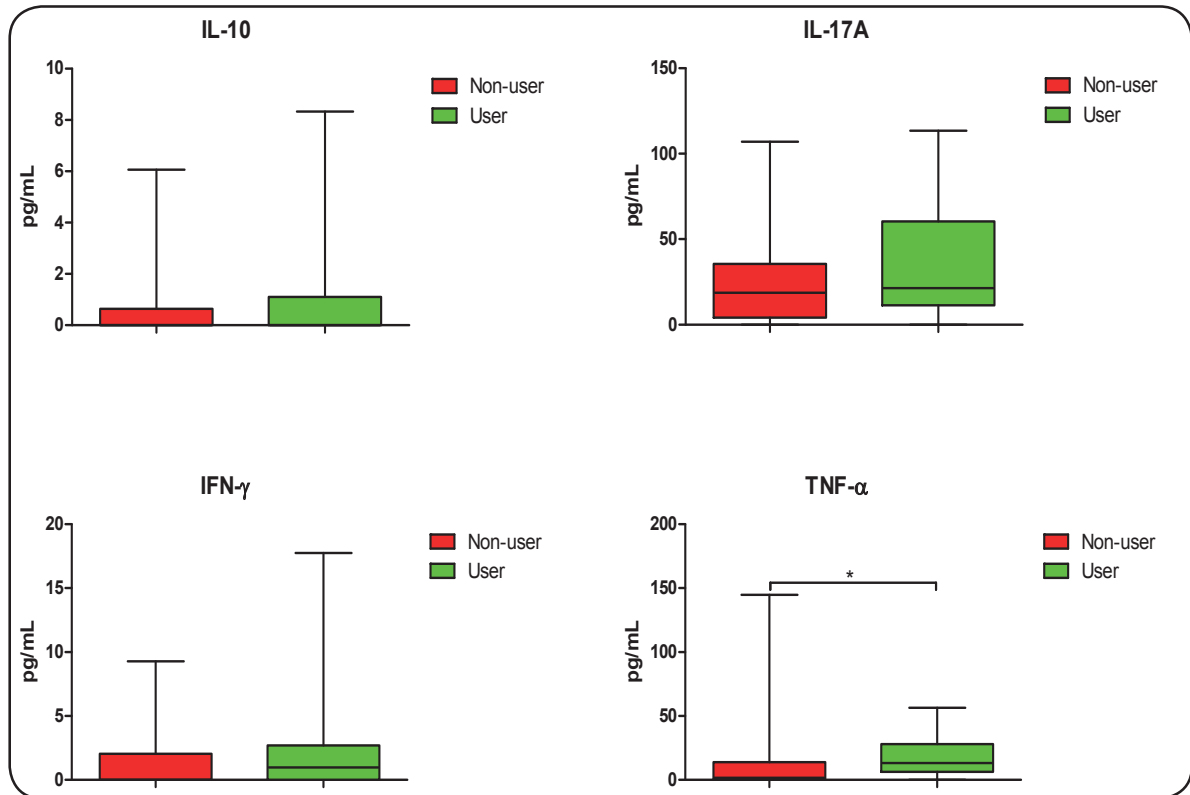 IL-10
10
8
6
4
2
0
pg/mL
Non-user
User
IL-17A
150
100
50
0
pg/mL
Non-user
User
IFN-γ
20
15
10
5
0
pg/mL
Non-user
User
TNF-α
200
150
100
50
0
pg/mL
*
Non-user
User